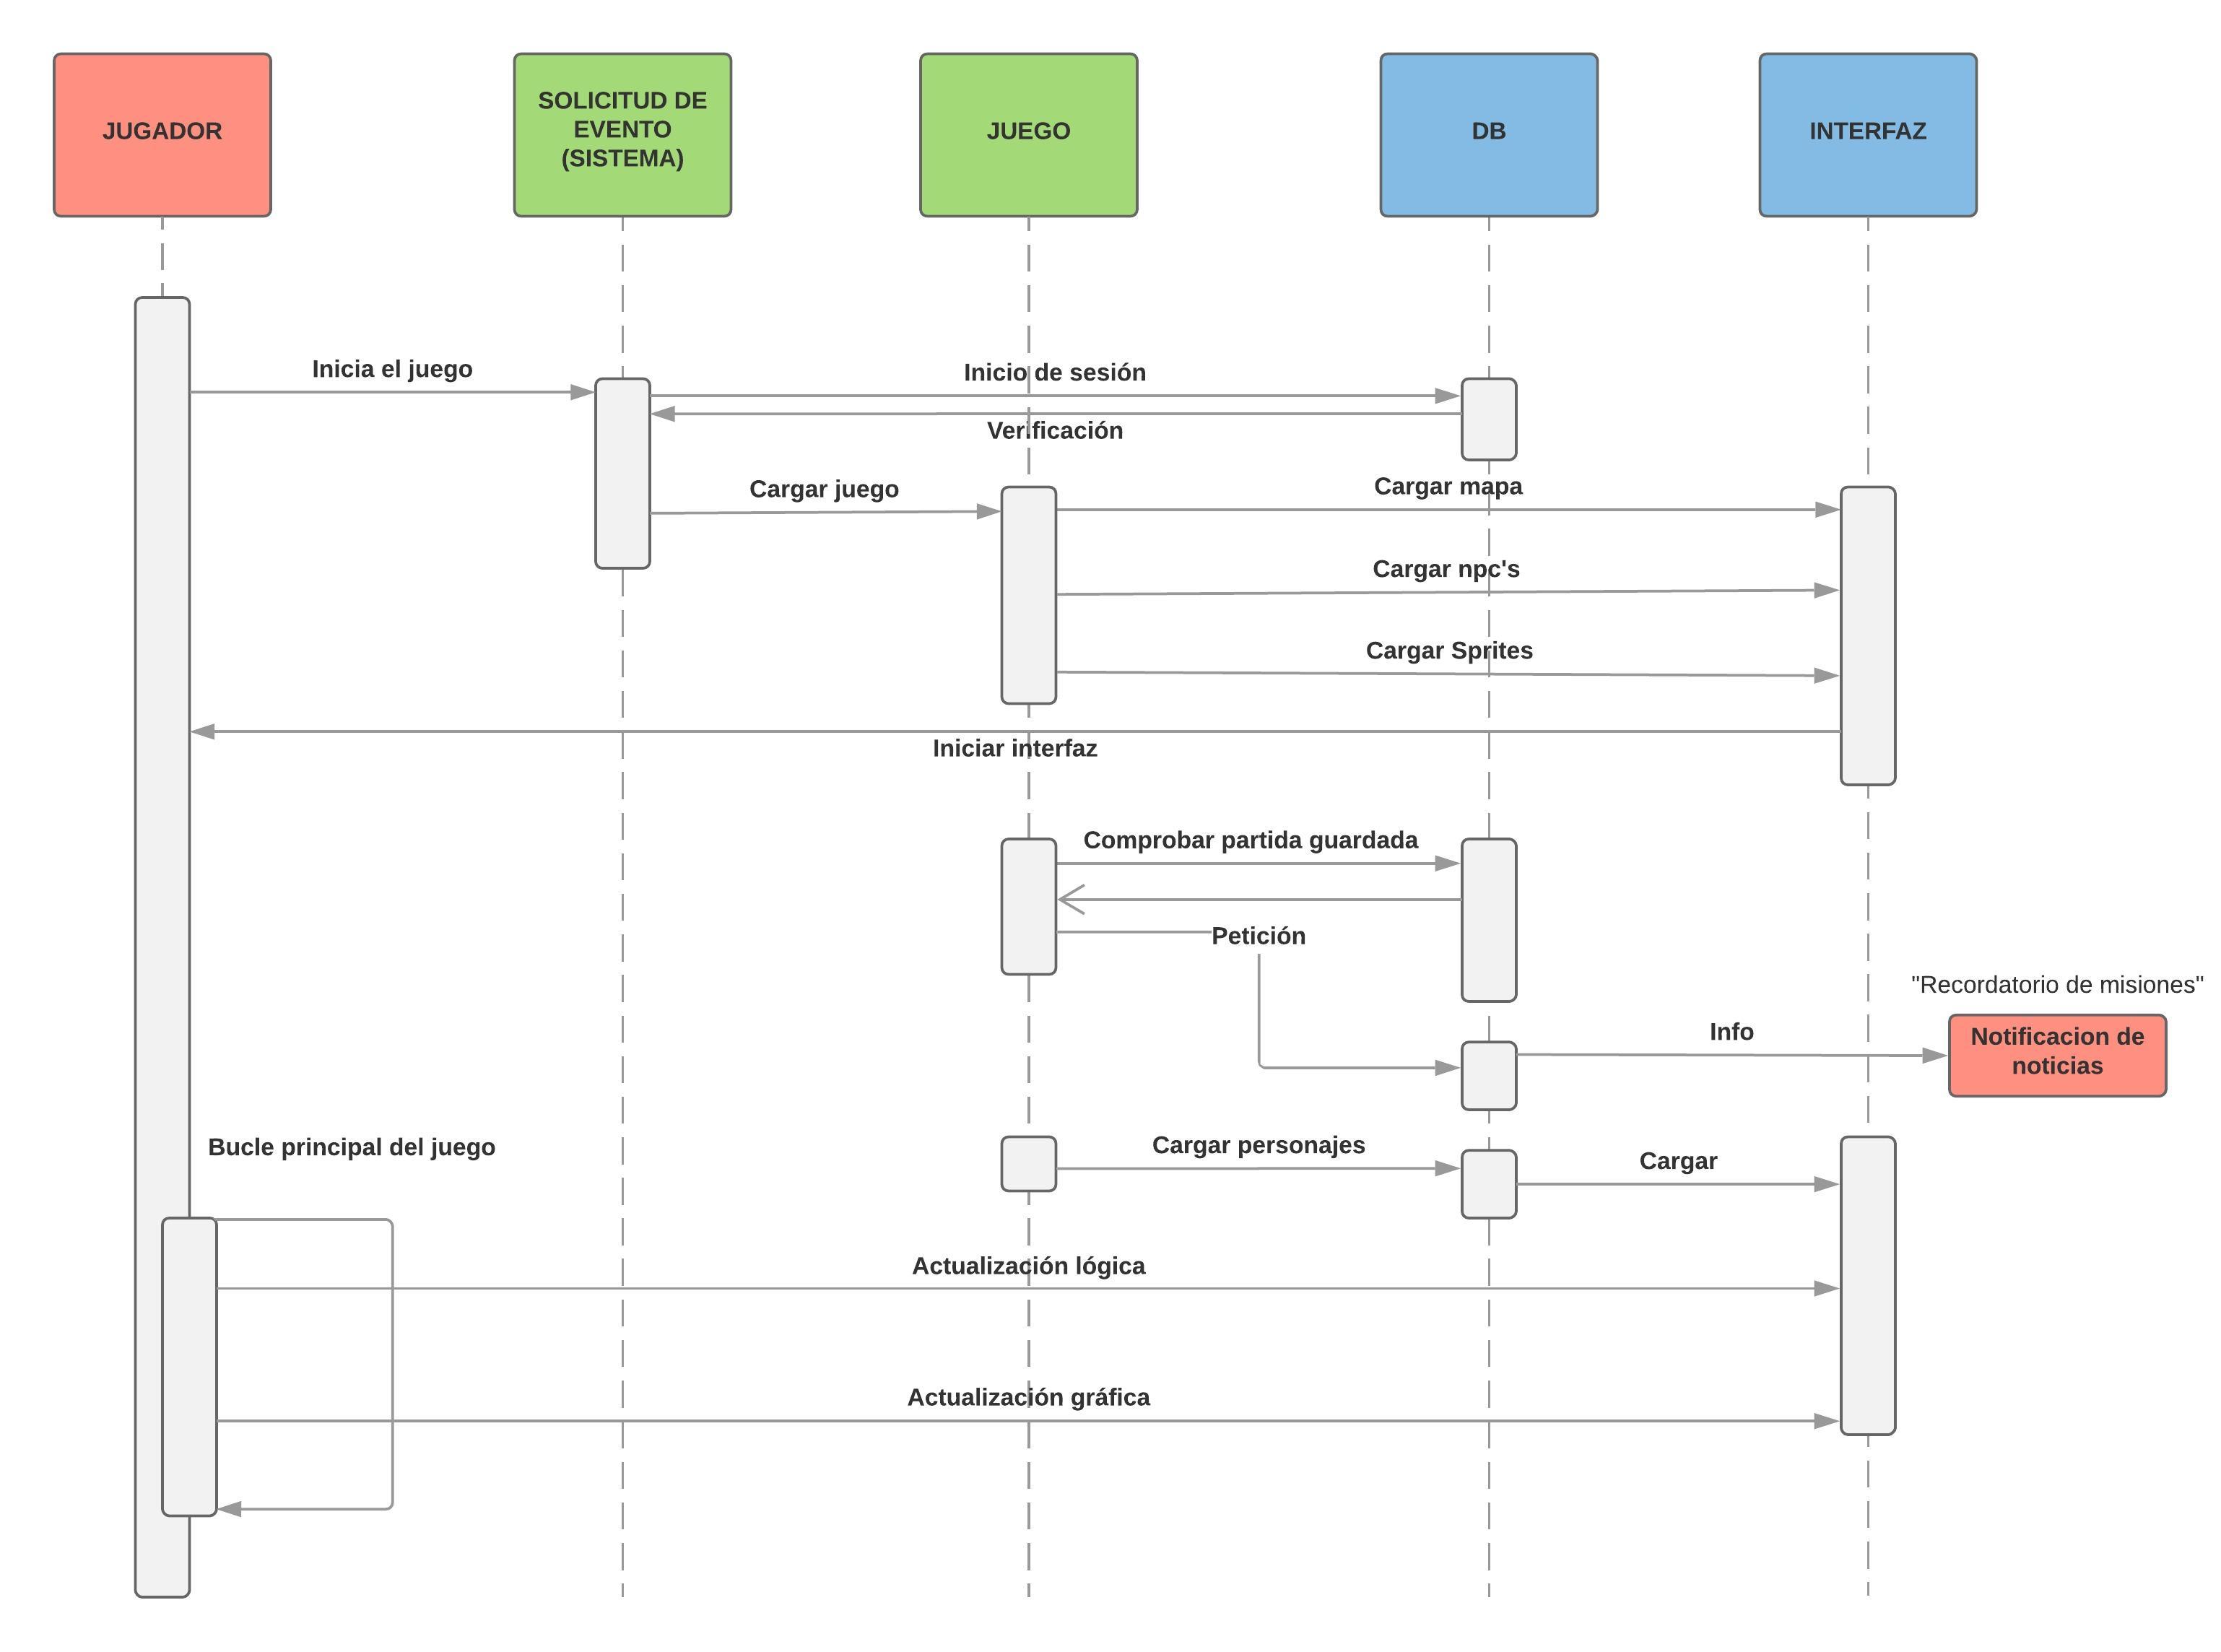 JUGADOR
SOLICITUD DE
EVENTO
(SISTEMA)
JUEGO
DB
INTERFAZ
Inicia el juego
Inicio de sesión
Verificación
Cargar juego
Cargar mapa
Cargar npc's
Cargar Sprites
Iniciar interfaz
Comprobar partida guardada
Petición
"Recordatorio de misiones"
Info
Notificacion de
noticias
Bucle principal del juego
Cargar personajes
Cargar
Actualización lógica
Actualización gráfica